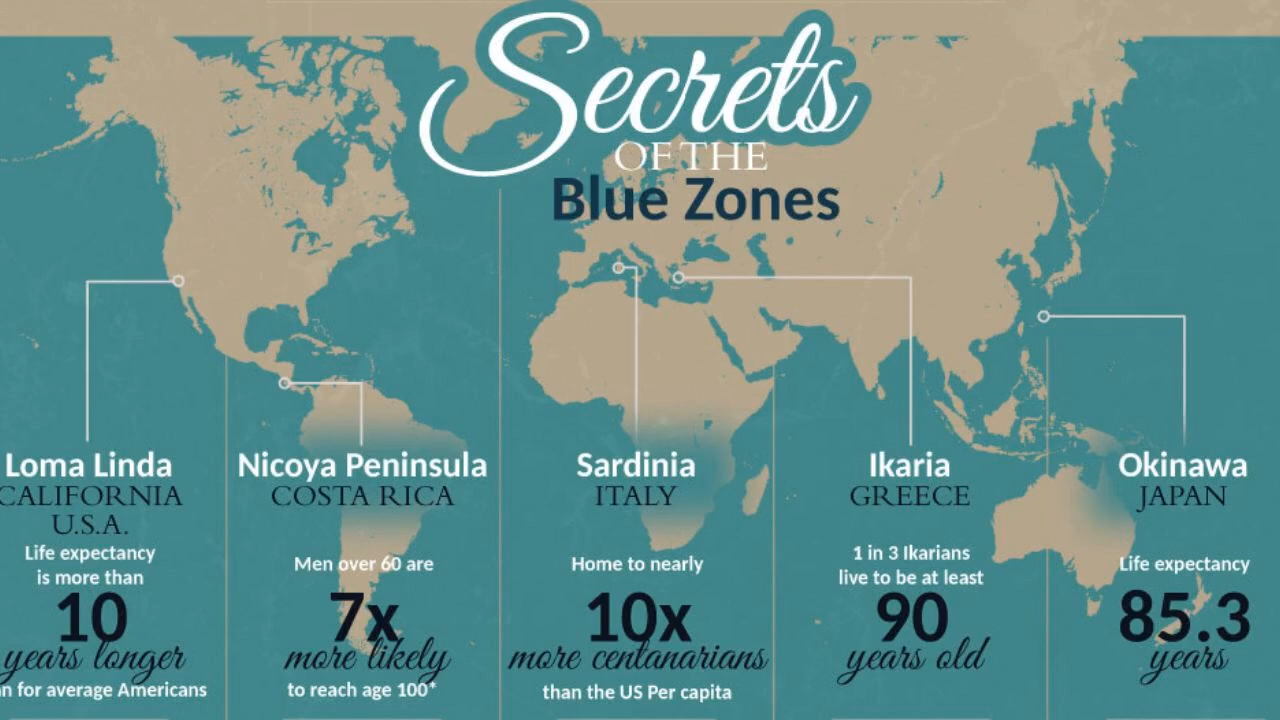 Secrets
OF THE
Blue Zones
Loma Linda
CALIFORNIA
U.S.A.
Life expectancy
is more than
10
years longer
for average Americans
Nicoya Peninsula
COSTA RICA
Men over 60 are
7x
more likely
to reach age 100*
Sardinia
ITALY
Home to nearly
10x
more centanarians
than the US Per capita
Ikaria
GREECE
1 in 3 Ikarians
live to be at least
90
years old
Okinawa
JAPAN
Life expectancy
85.3
years